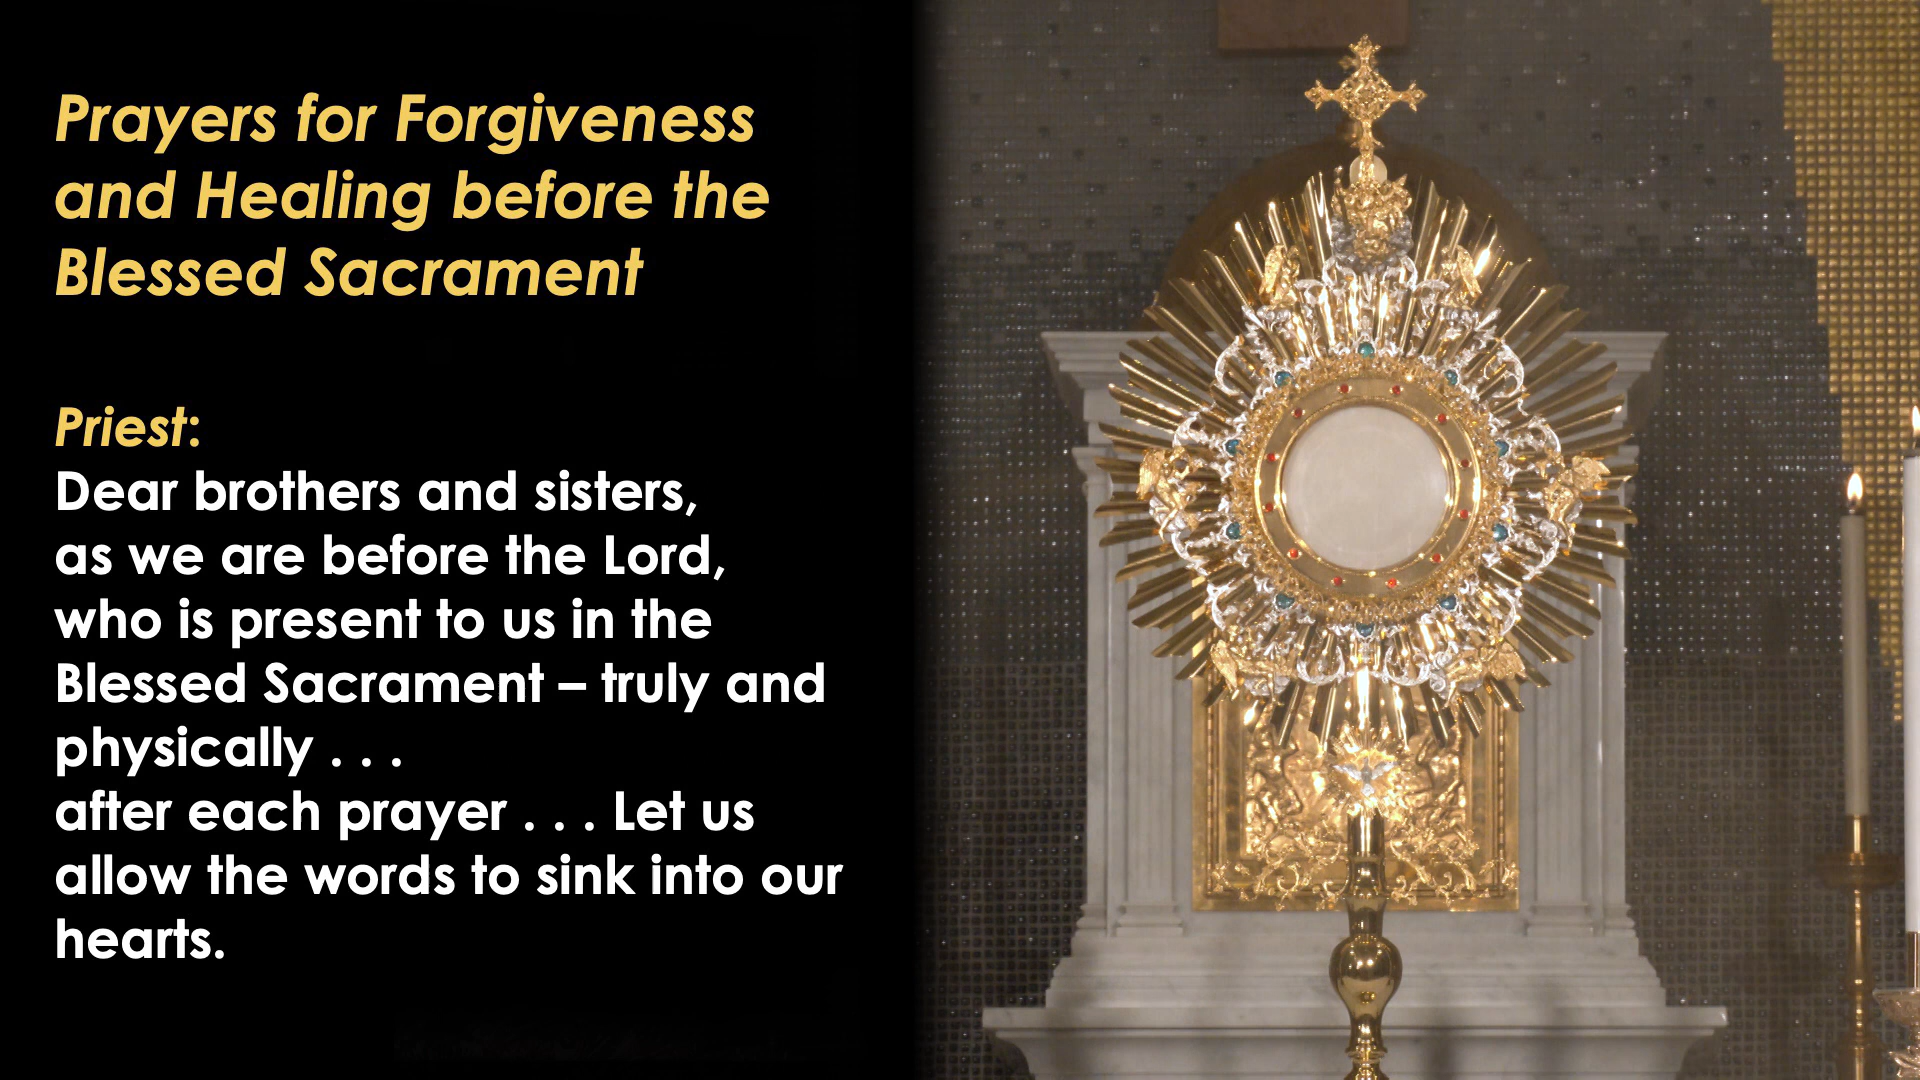 Prayers for Forgiveness
and Healing before the
Blessed Sacrament
Priest:
Dear brothers and sisters,
as we are before the Lord,
who is present to us in the
Blessed Sacrament – truly and
physically . . .
after each prayer . . . Let us
allow the words to sink into our
hearts.